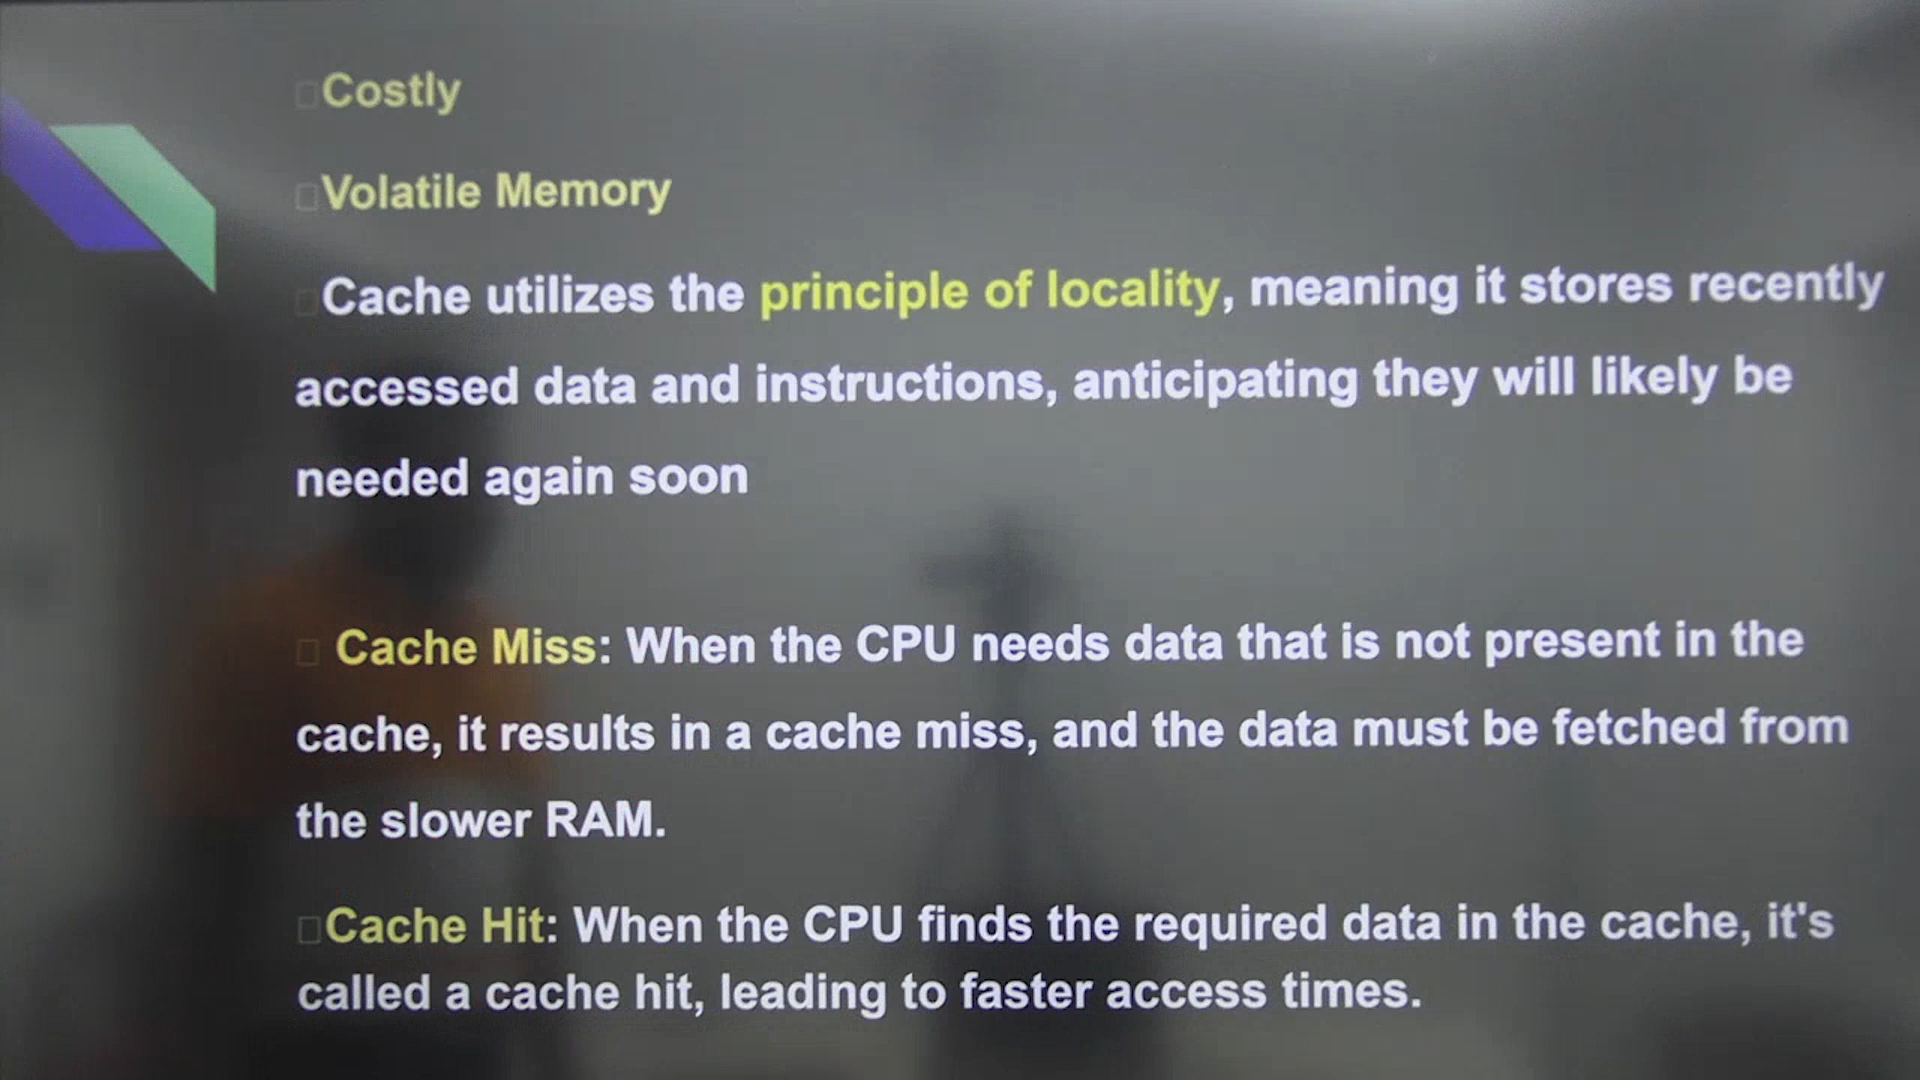 Costly
Volatile Memory
Cache utilizes the principle of locality, meaning it stores recently
accessed data and instructions, anticipating they will likely be
needed again soon
Cache Miss: When the CPU needs data that is not present in the
cache, it results in a cache miss, and the data must be fetched from
the slower RAM.
Cache Hit: When the CPU finds the required data in the cache, it's
called a cache hit, leading to faster access times.